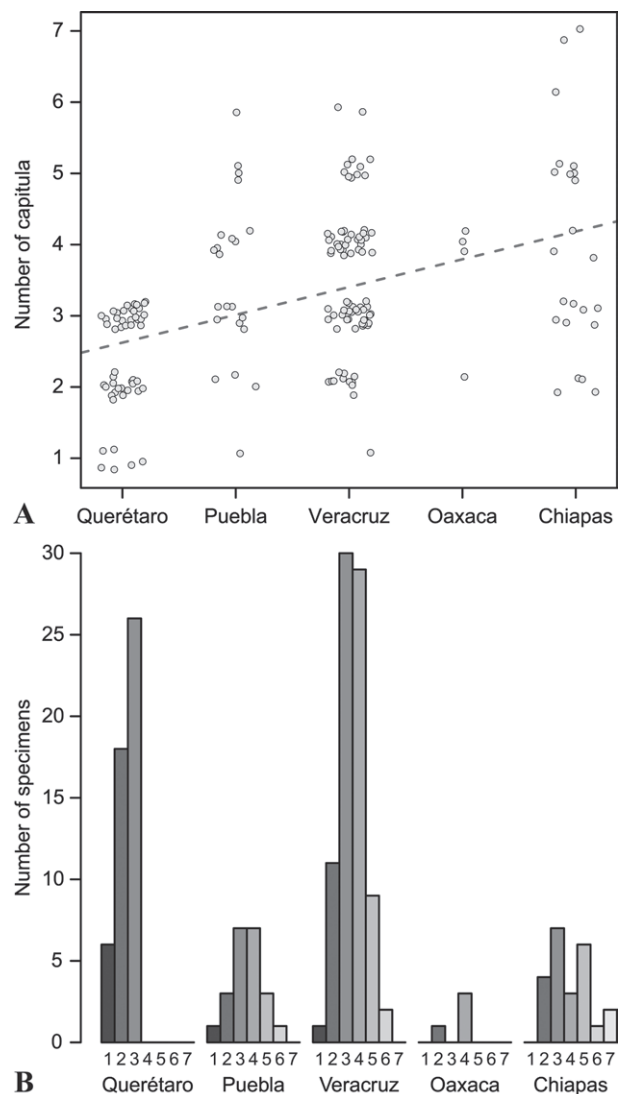 7
6
5
4
3
2
1
Number of capitula
A
Querétaro Puebla Veracruz Oaxaca Chiapas
30
25
20
15
10
5
0
Number of specimens
1 2 3 4 5 6 7 1 2 3 4 5 6 7 1 2 3 4 5 6 7 1 2 3 4 5 6 7 1 2 3 4 5 6 7
B
Querétaro Puebla Veracruz Oaxaca Chiapas